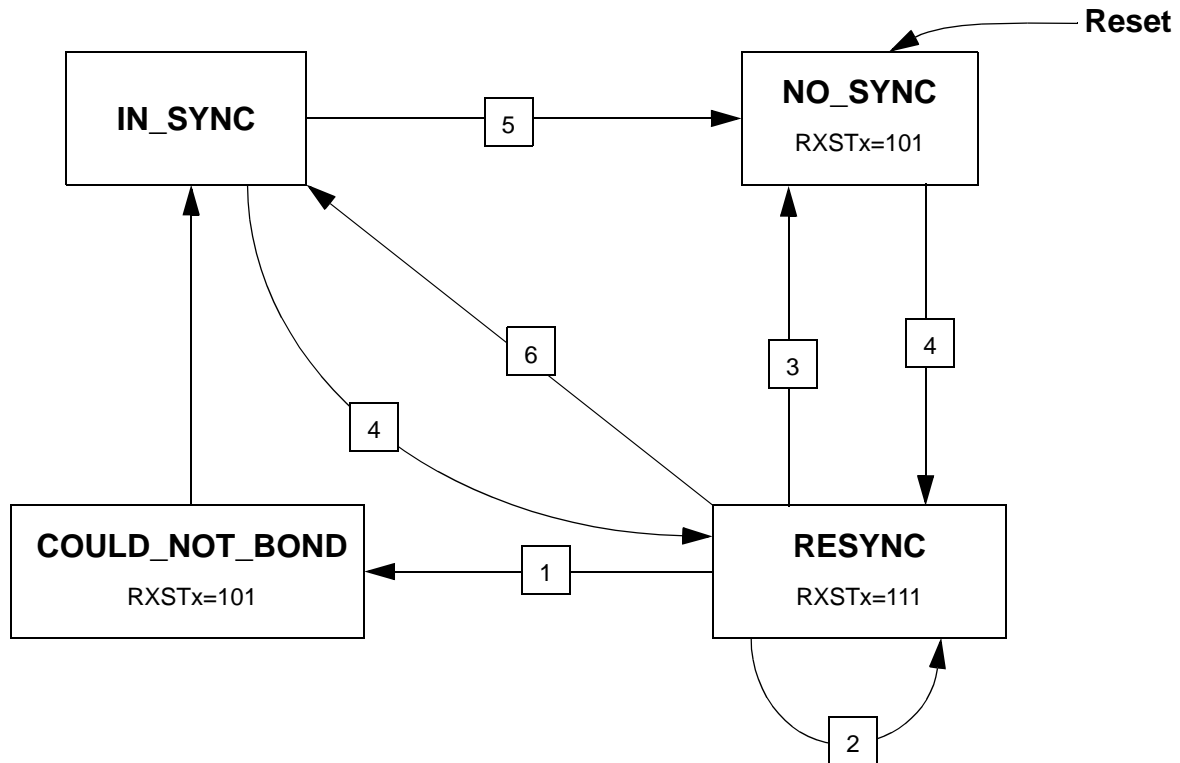 Reset
IN_SYNC
NO_SYNC
RXSTx=101
5
6
3
4
4
COULD_NOT_BOND
RXSTx=101
1
RESYNC
RXSTx=111
2